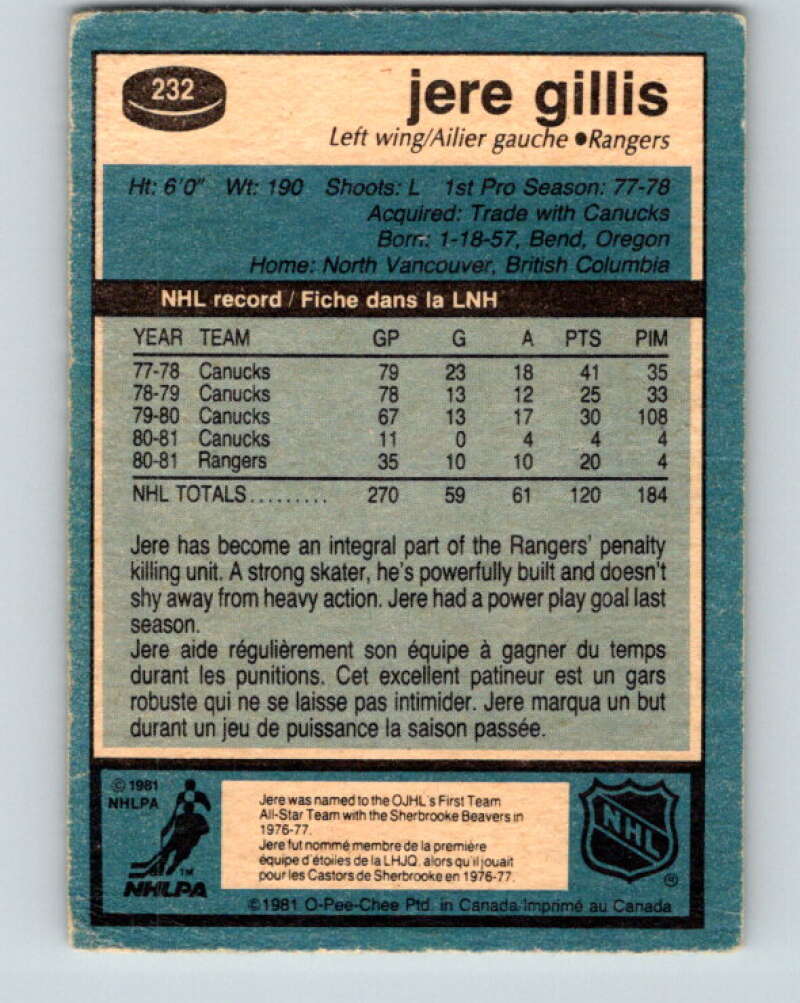 232
jere gillis
Left wing/Ailier gauche ●Rangers
Ht: 6'0" Wt: 190 Shoots: L 1st Pro Season: 77-78
Acquired: Trade with Canucks
Born: 1-18-57, Bend, Oregon
Home: North Vancouver, British Columbia
NHL record / Fiche dans la LNH
YEAR TEAM GP G A PTS PIM
77-78 Canucks 79 23 18 41 35
78-79 Canucks 78 13 12 25 33
79-80 Canucks 67 13 17 30 108
80-81 Canucks 11 0 4 4 4
80-81 Rangers 35 10 10 20 4
NHL TOTALS......... 270 59 61 120 184
Jere has become an integral part of the Rangers' penalty
killing unit. A strong skater, he's powerfully built and doesn't
shy away from heavy action. Jere had a power play goal last
season.
Jere aide régulièrement son équipe à gagner du temps
durant les punitions. Cet excellent patineur est un gars
robuste qui ne se laisse pas intimider. Jere marqua un but
durant un jeu de puissance la saison passée.
© 1981
NHLPA
TM
NHLPA
Jere was named to the OJHL's First Team
All-Star Team with the Sherbrooke Beavers in
1976-77.
Jere fut nommé membre de la première
équipe d'étoiles de la LHJQ. alors qu'il jouait
pour les Castors de Sherbrooke en 1976-77.
NHL
®
©1981 O-Pee-Chee Ptd. in Canada/Imprimé au Canada